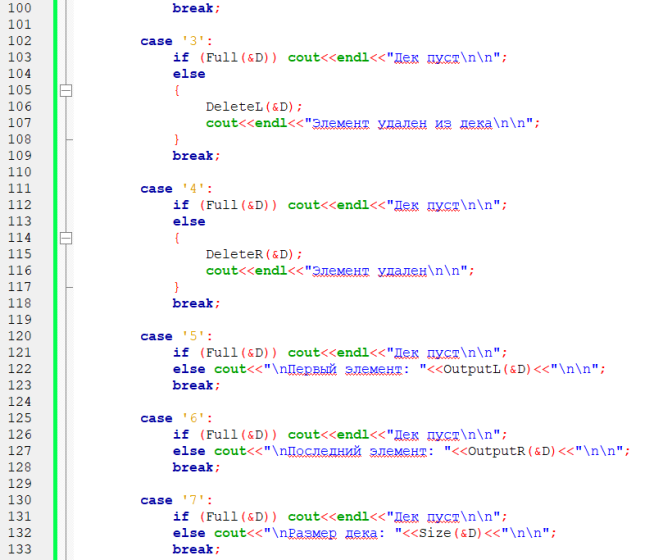 100 break;
101
102 case '3':
103 if (Full(&D)) cout<<endl<<"Дек пуст\n\n";
104 else
105 {
106 DeleteL(&D);
107 cout<<endl<<"Элемент удален из дека\n\n";
108 }
109 break;
110
111 case '4':
112 if (Full(&D)) cout<<endl<<"Дек пуст\n\n";
113 else
114 {
115 DeleteR(&D);
116 cout<<endl<<"Элемент удален\n\n";
117 }
118 break;
119
120 case '5':
121 if (Full(&D)) cout<<endl<<"Дек пуст\n\n";
122 else cout<<"\nПервый элемент: "<<OutputL(&D)<<"\n\n";
123 break;
124
125 case '6':
126 if (Full(&D)) cout<<endl<<"Дек пуст\n\n";
127 else cout<<"\nПоследний элемент: "<<OutputR(&D)<<"\n\n";
128 break;
129
130 case '7':
131 if (Full(&D)) cout<<endl<<"Дек пуст\n\n";
132 else cout<<"\nРазмер дека: "<<Size(&D)<<"\n\n";
133 break;